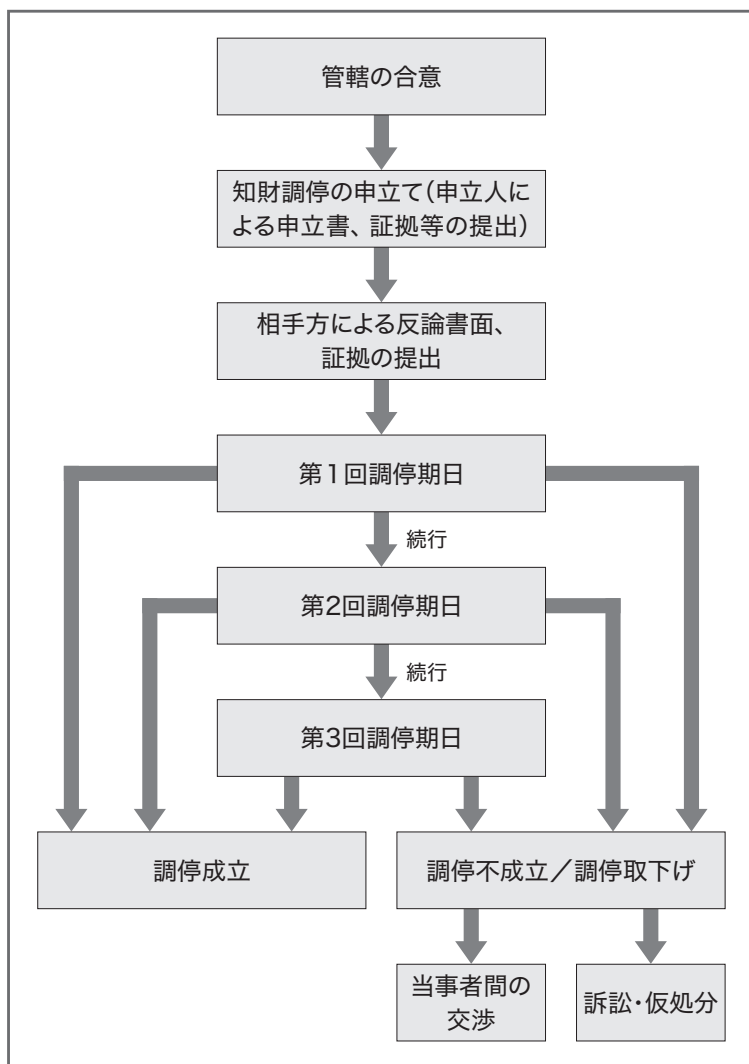 管轄の合意
知財調停の申立て（申立人に
よる申立書、証拠等の提出）
相手方による反論書面、
証拠の提出
第1回調停期日
続行
第2回調停期日
続行
第3回調停期日
調停成立
調停不成立／調停取下げ
当事者間の
交渉
訴訟・仮処分